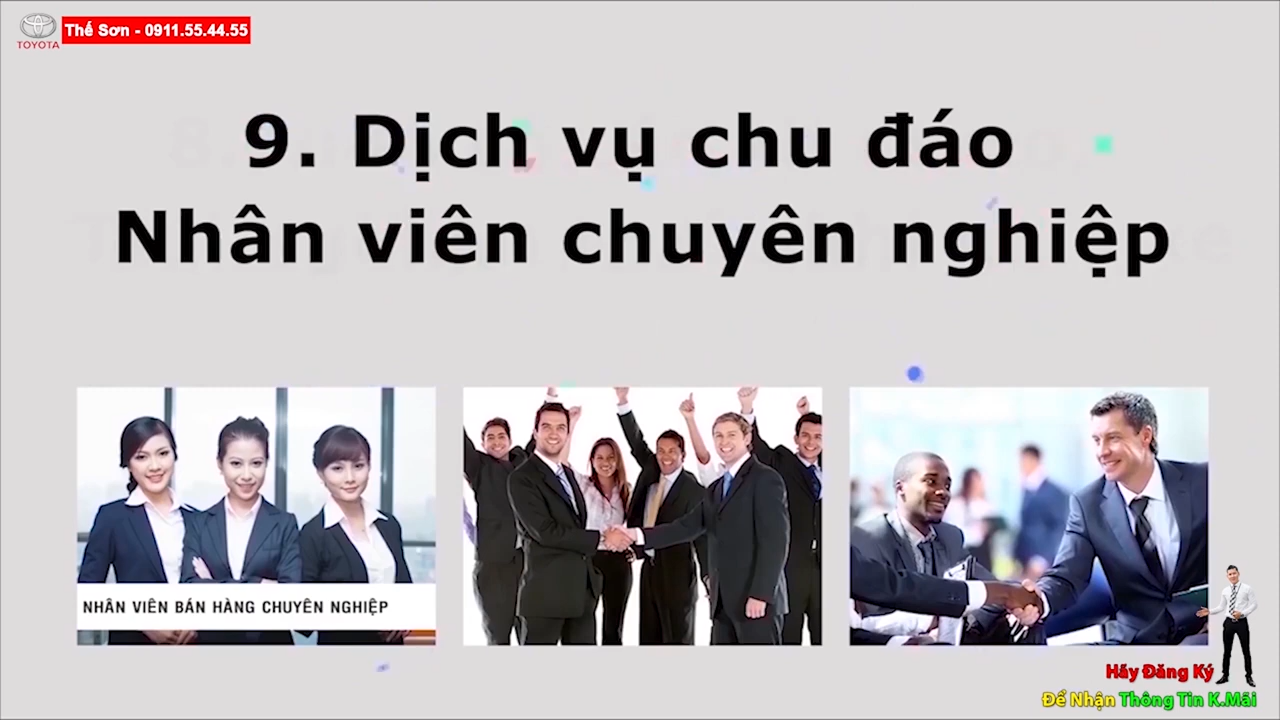 TOYOTA
Thế Sơn - 0911.55.44.55
9. Dịch vụ chu đáo
Nhân viên chuyên nghiệp
NHÂN VIÊN BÁN HÀNG CHUYÊN NGHIỆP
Hãy Đăng Ký
Để Nhận Thông Tin K.Mãi